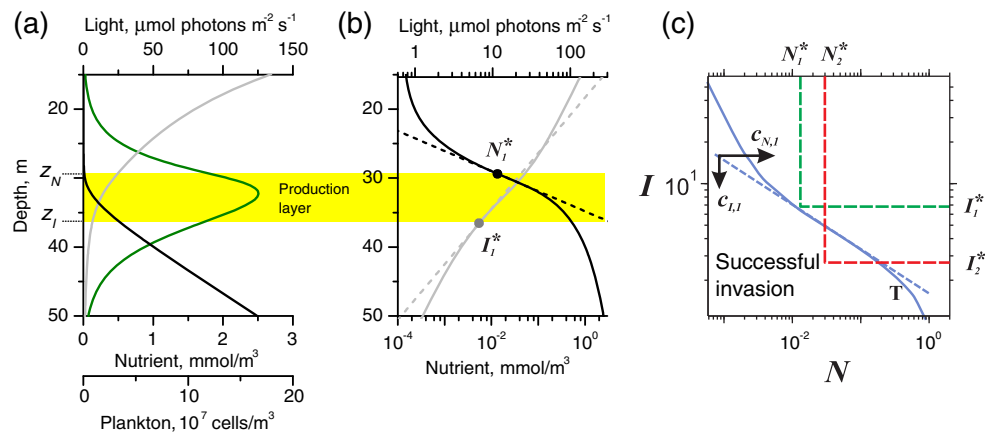 (a)
Light, μmol photons m⁻² s⁻¹
0 50 100 150
20
30
40
50
Depth, m
z_N
z_I
Production
layer
0 1 2 3
Nutrient, mmol/m³
0 10 20
Plankton, 10⁷ cells/m³
(b)
Light, μmol photons m⁻² s⁻¹
1 10 100
20
30
40
50
N₁*
I₁*
10⁻⁴ 10⁻² 10⁰
Nutrient, mmol/m³
(c)
N₁* N₂*
c_{N,1}
c_{I,1}
I 10¹
I₁*
I₂*
Successful
invasion
T
10⁻² 10⁰
N